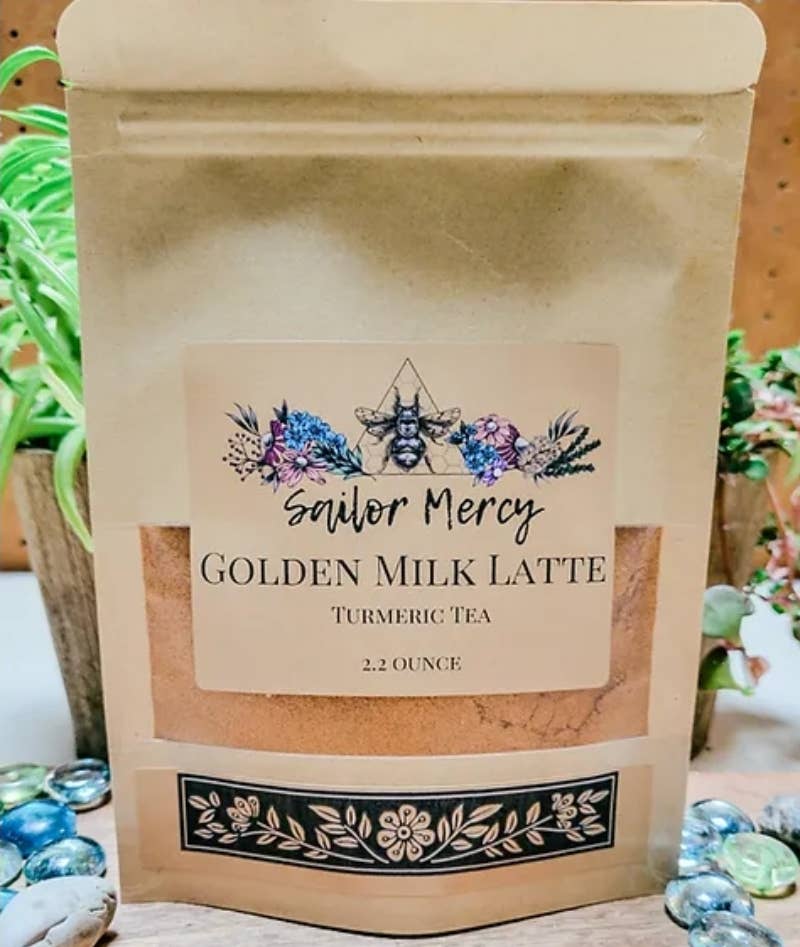 Sailor Mercy
Golden Milk Latte
Turmeric Tea
2.2 ounce